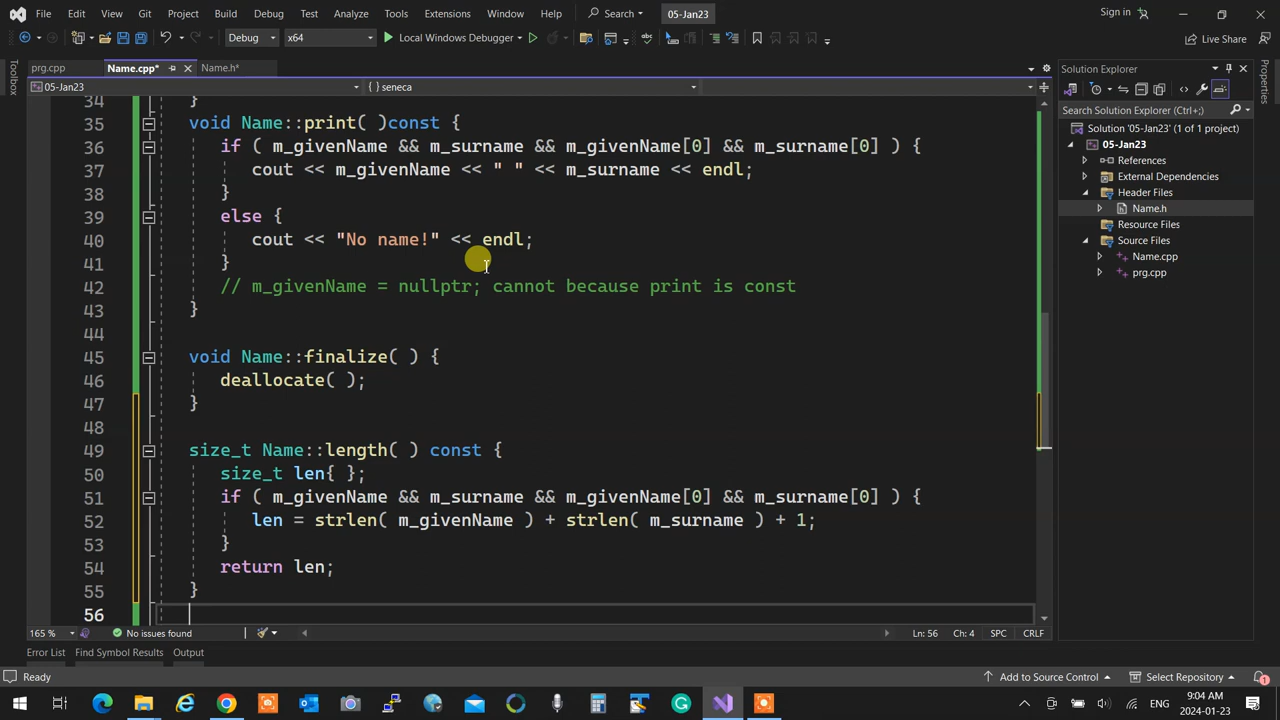 File Edit View Git Project Build Debug Test Analyze Tools Extensions Window Help Search 05-Jan23 Sign in
Debug x64 Local Windows Debugger Live Share
prg.cpp Name.cpp* Name.h*
05-Jan23 {} seneca
34 }
35 void Name::print( )const {
36 if ( m_givenName && m_surname && m_givenName[0] && m_surname[0] ) {
37 cout << m_givenName << " " << m_surname << endl;
38 }
39 else {
40 cout << "No name!" << endl;
41 }
42 // m_givenName = nullptr; cannot because print is const
43 }
44
45 void Name::finalize( ) {
46 deallocate( );
47 }
48
49 size_t Name::length( ) const {
50 size_t len{ };
51 if ( m_givenName && m_surname && m_givenName[0] && m_surname[0] ) {
52 len = strlen( m_givenName ) + strlen( m_surname ) + 1;
53 }
54 return len;
55 }
56
165 % No issues found Ln: 56 Ch: 4 SPC CRLF
Toolbox
Solution Explorer
Search Solution Explorer (Ctrl+;)
Solution '05-Jan23' (1 of 1 project)
05-Jan23
References
External Dependencies
Header Files
Name.h
Resource Files
Source Files
Name.cpp
prg.cpp
Properties
Error List Find Symbol Results Output
Ready Add to Source Control Select Repository 1
ENG 9:04 AM
2024-01-23